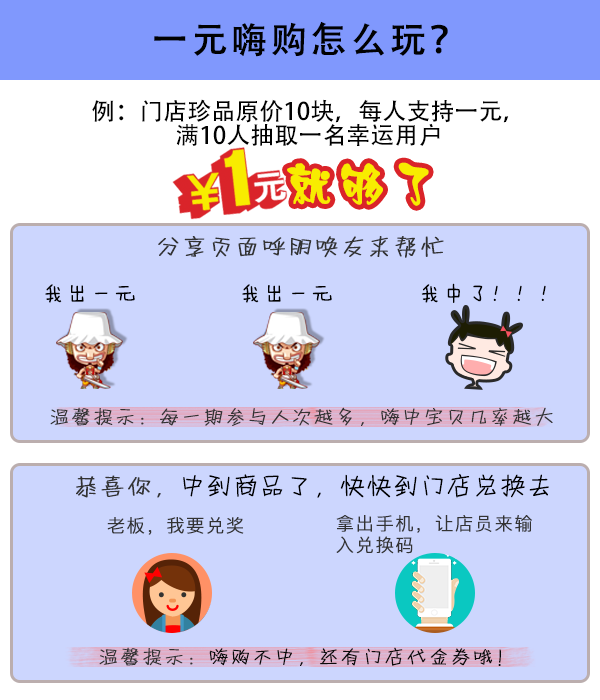 一元嗨购怎么玩?
例：门店珍品原价10块，每人支持一元,
满10人抽取一名幸运用户
¥1元就够了
分享页面呼朋唤友来帮忙
我出一元 我出一元 我中了！！！
温馨提示：每一期参与人次越多，嗨中宝贝几率越大
恭喜你，中到商品了，快快到门店兑换去
老板，我要兑奖
拿出手机，让店员来输
入兑换码
温馨提示：嗨购不中，还有门店代金券哦！